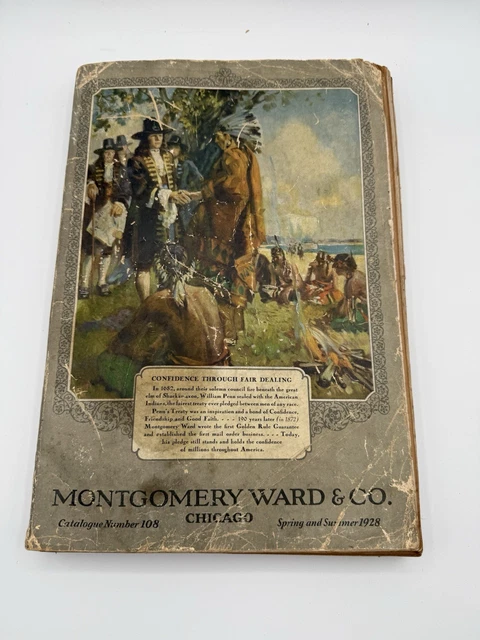 CONFIDENCE THROUGH FAIR DEALING
In 1682, around their solemn council fire beneath the great
elm of Shackamaxon, William Penn sealed with the American
Indians, the fairest treaty ever pledged between men of any race.
Penn's Treaty was an inspiration and a bond of Confidence,
Friendship and Good Faith. . . . . 190 years later (in 1872)
Montgomery Ward wrote the first Golden Rule Guarantee
and established the first mail order business. . . . Today,
his pledge still stands and holds the confidence
of millions throughout America.
MONTGOMERY WARD & CO.
CHICAGO
Catalogue Number 108
Spring and Summer 1928